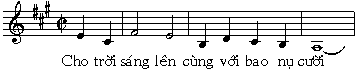 Cho trời sáng lên cùng với bao nụ cười